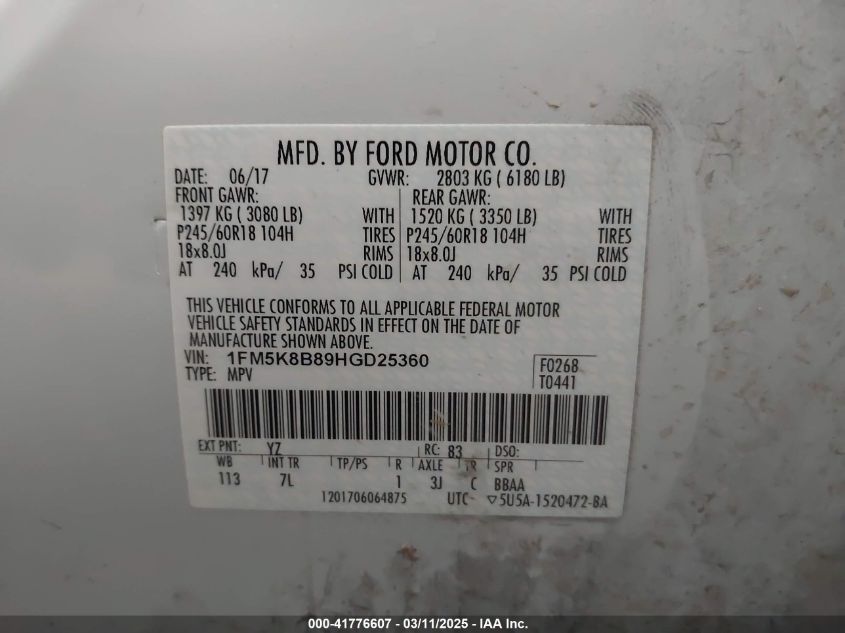 MFD. BY FORD MOTOR CO.
DATE: 06/17 GVWR: 2803 KG ( 6180 LB)
FRONT GAWR: REAR GAWR:
1397 KG ( 3080 LB) WITH 1520 KG ( 3350 LB) WITH
P245/60R18 104H TIRES P245/60R18 104H TIRES
18x8.0J RIMS 18x8.0J RIMS
AT 240 kPa/ 35 PSI COLD AT 240 kPa/ 35 PSI COLD
THIS VEHICLE CONFORMS TO ALL APPLICABLE FEDERAL MOTOR
VEHICLE SAFETY STANDARDS IN EFFECT ON THE DATE OF
MANUFACTURE SHOWN ABOVE.
VIN: 1FM5K8B89HGD25360 F0268
TYPE: MPV T0441
EXT PNT: YZ RC: 83 DSO:
WB INT TR TP/PS R AXLE TR SPR
113 7L 1 3J C BBAA
1201706064875 UTC ▽5U5A-1520472-BA
000-41776607 - 03/11/2025 - IAA Inc.